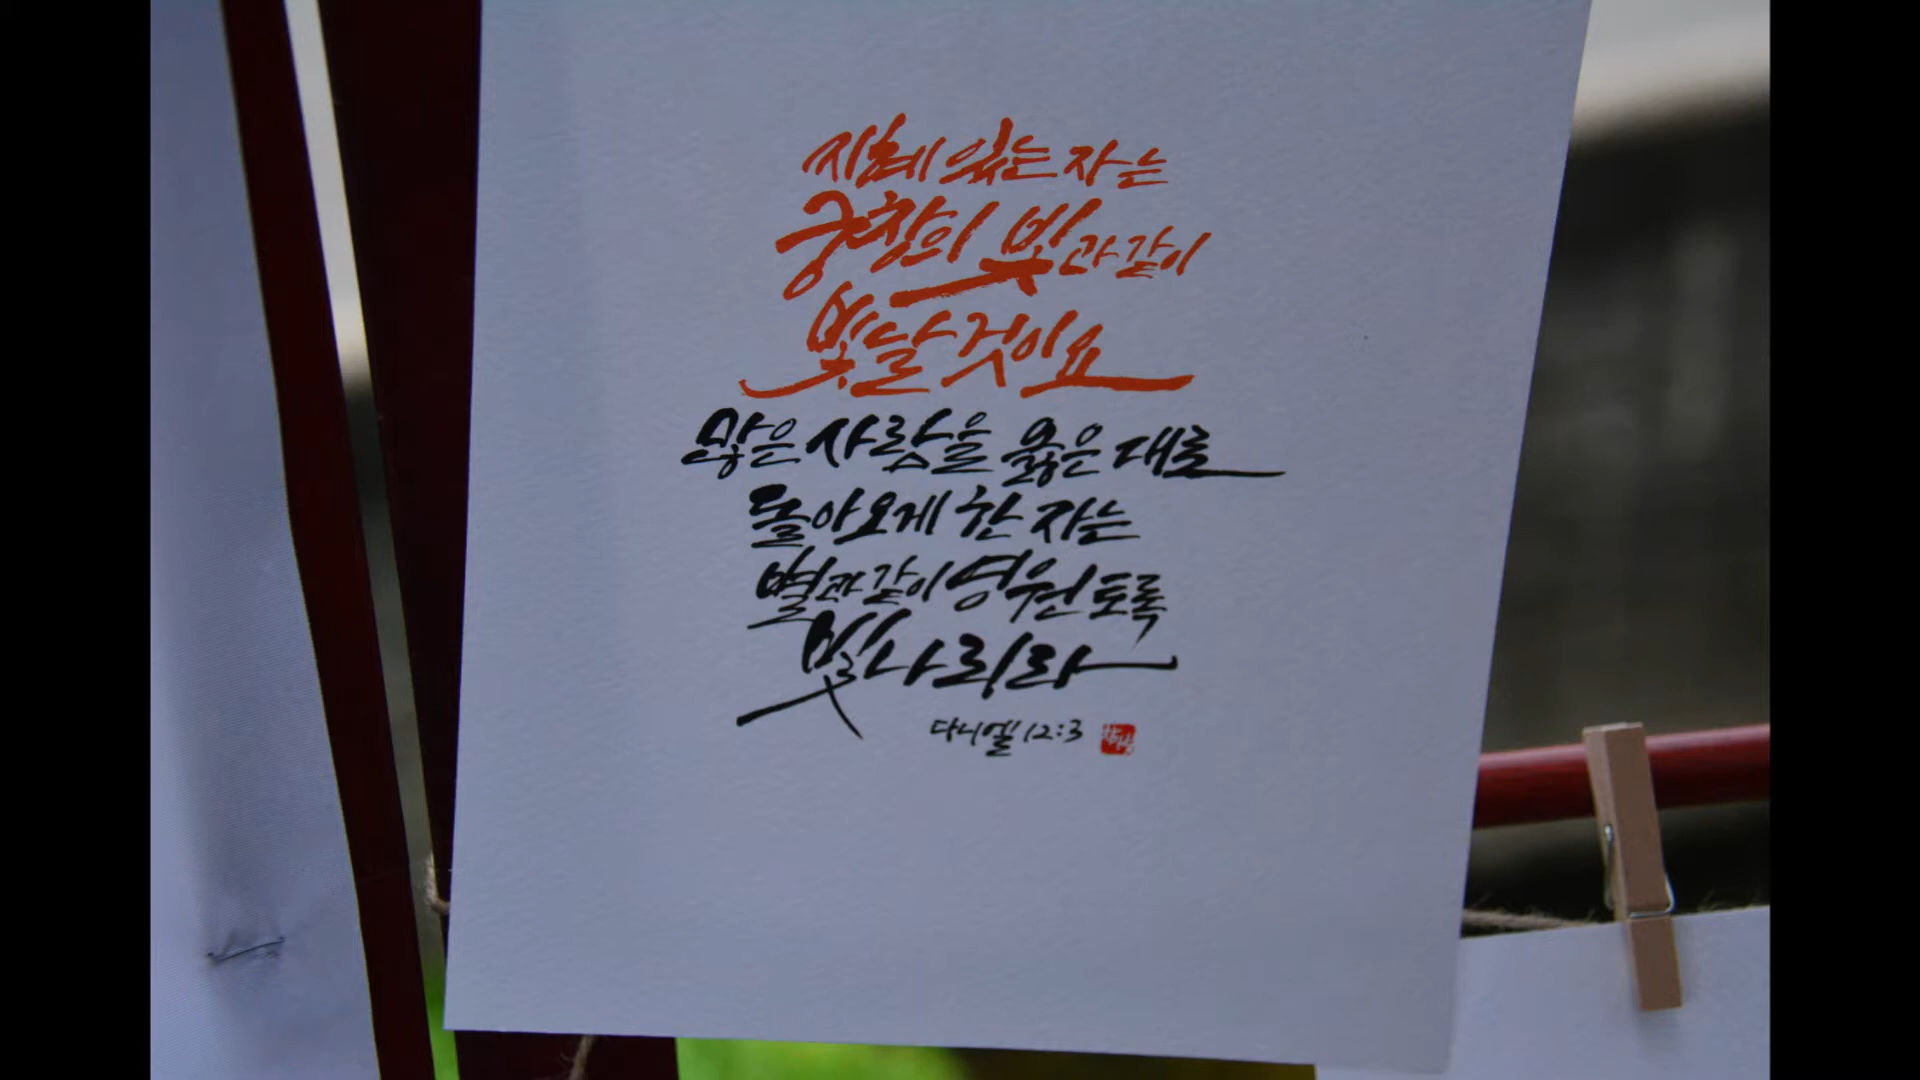 지혜 있는 자는
궁창의 빛과 같이
빛날 것이요
많은 사람을 옳은 대로
돌아오게 한 자는
별과 같이 영원토록
빛나리라
다니엘 12:3